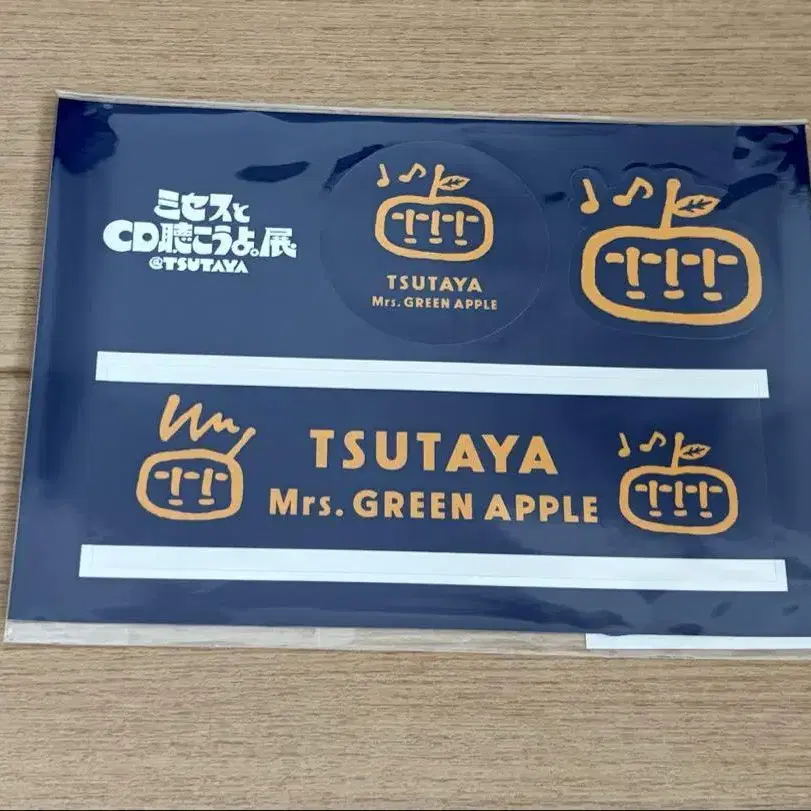 ミセスと
CD聴こうよ。展
@TSUTAYA
TSUTAYA
Mrs. GREEN APPLE
TSUTAYA
Mrs. GREEN APPLE